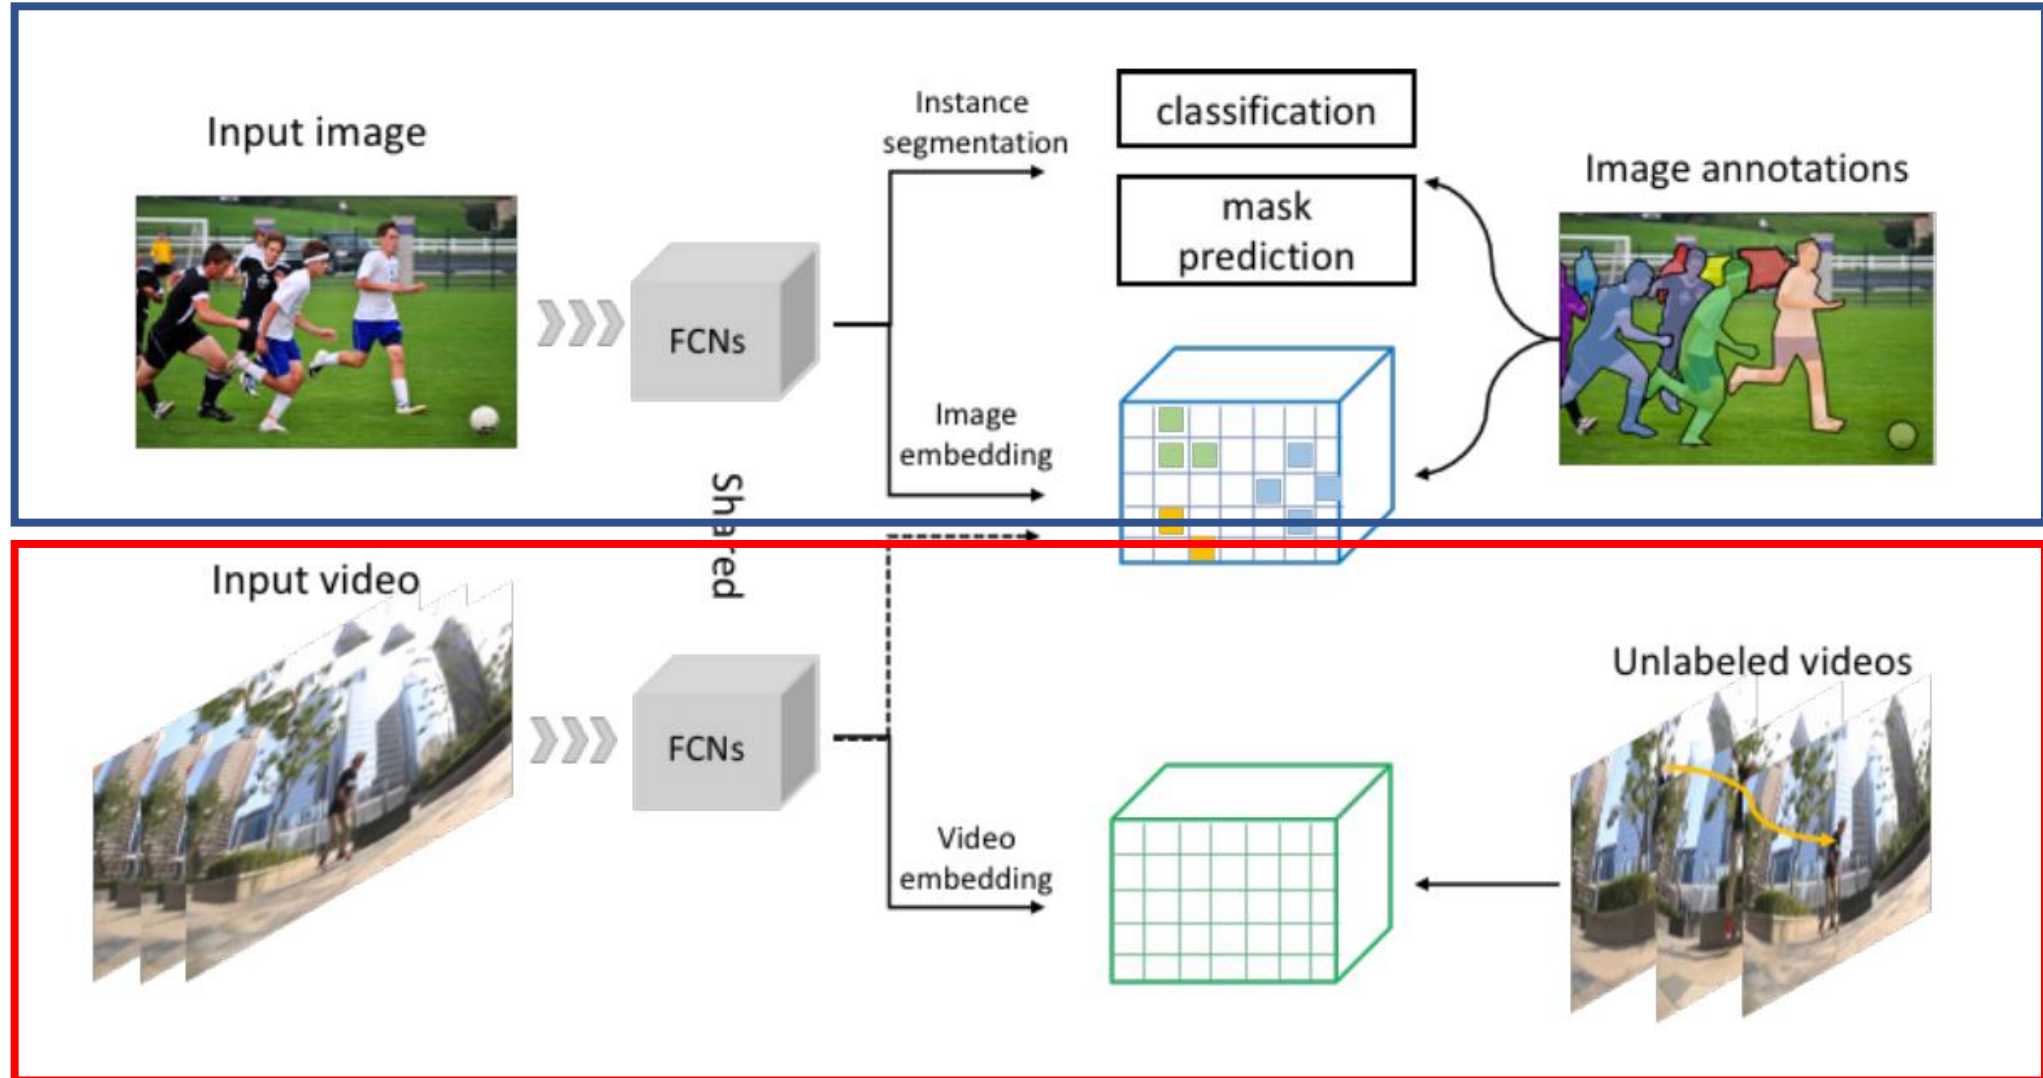 Input image
Instance
segmentation
classification
mask
prediction
Image annotations
FCNs
Image
embedding
Shared
Input video
Unlabeled videos
FCNs
Video
embedding